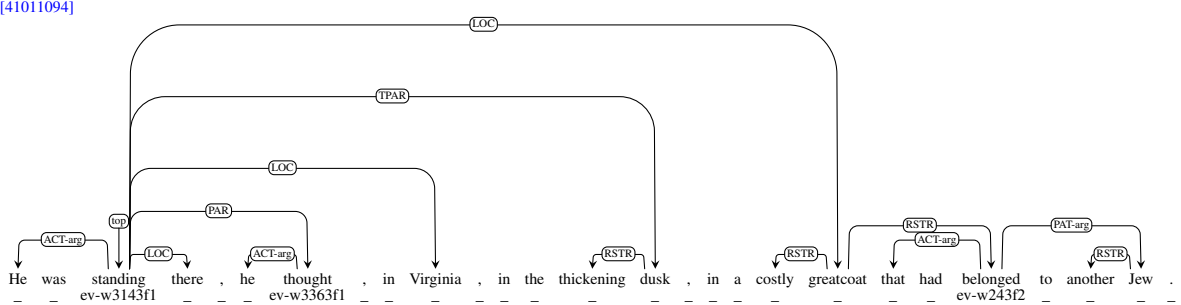 [41011094]
LOC
TPAR
LOC
PAR
top
RSTR
PAT-arg
ACT-arg
LOC
ACT-arg
RSTR
RSTR
ACT-arg
RSTR
He was standing there , he thought , in Virginia , in the thickening dusk , in a costly greatcoat that had belonged to another Jew .
_ _ ev-w3143f1 _ _ _ ev-w3363f1 _ _ _ _ _ _ _ _ _ _ _ _ _ _ _ ev-w243f2 _ _ _ _